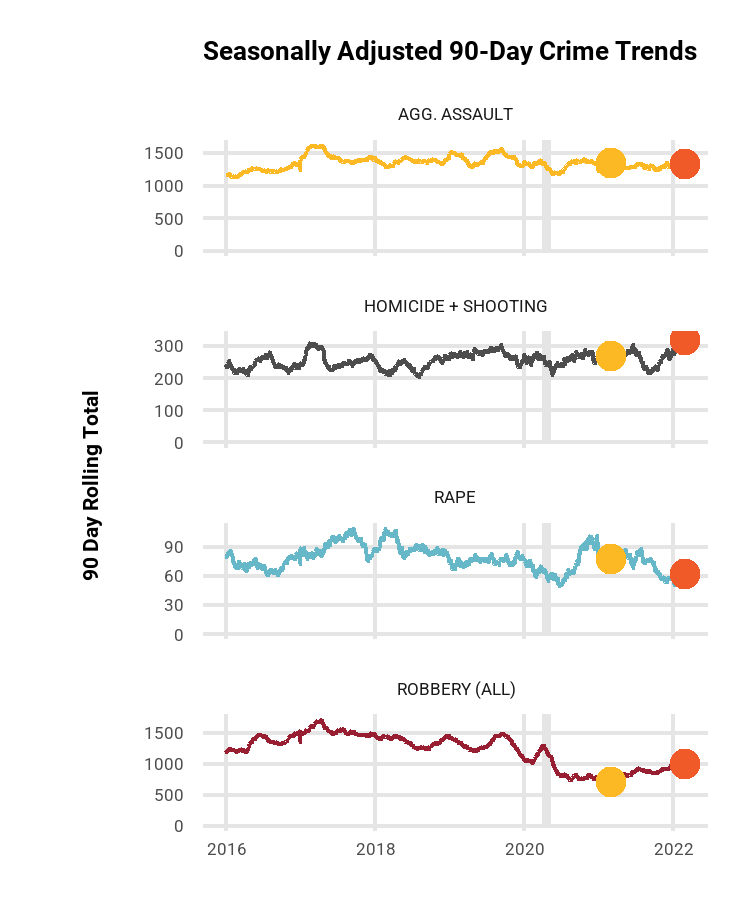 Seasonally Adjusted 90-Day Crime Trends
90 Day Rolling Total
AGG. ASSAULT
1500
1000
500
0
HOMICIDE + SHOOTING
300
200
100
0
RAPE
90
60
30
0
ROBBERY (ALL)
1500
1000
500
0
2016 2018 2020 2022